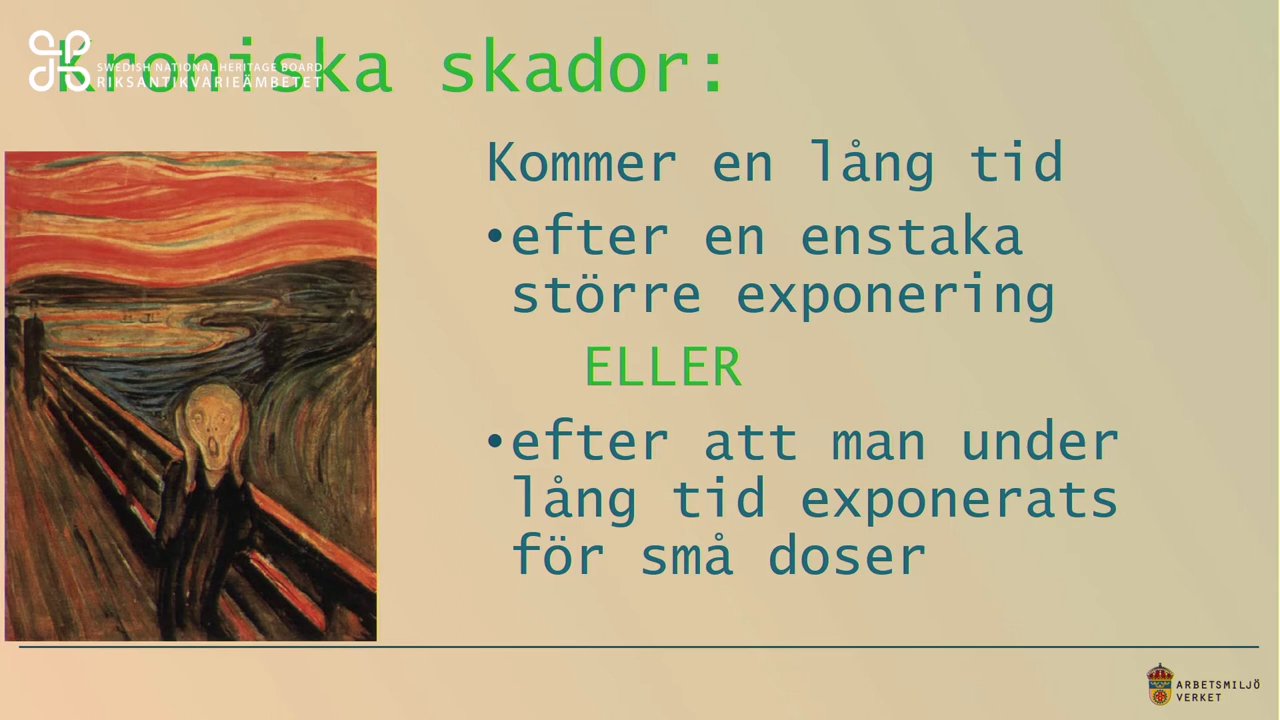 Kroniska skador:
SWEDISH NATIONAL HERITAGE BOARD
RIKSANTIKVARIEÄMBETET
Kommer en lång tid
•efter en enstaka
större exponering
ELLER
•efter att man under
lång tid exponerats
för små doser
ARBETSMILJÖ
VERKET